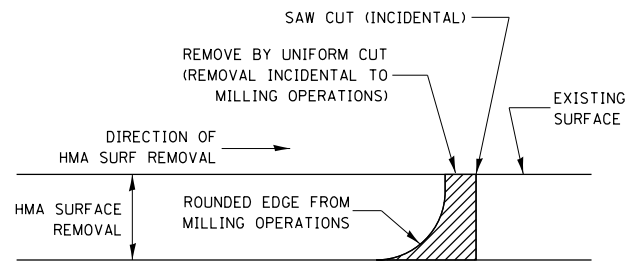 SAW CUT (INCIDENTAL)
REMOVE BY UNIFORM CUT
(REMOVAL INCIDENTAL TO
MILLING OPERATIONS)
EXISTING
SURFACE
DIRECTION OF
HMA SURF REMOVAL
HMA SURFACE
REMOVAL
ROUNDED EDGE FROM
MILLING OPERATIONS